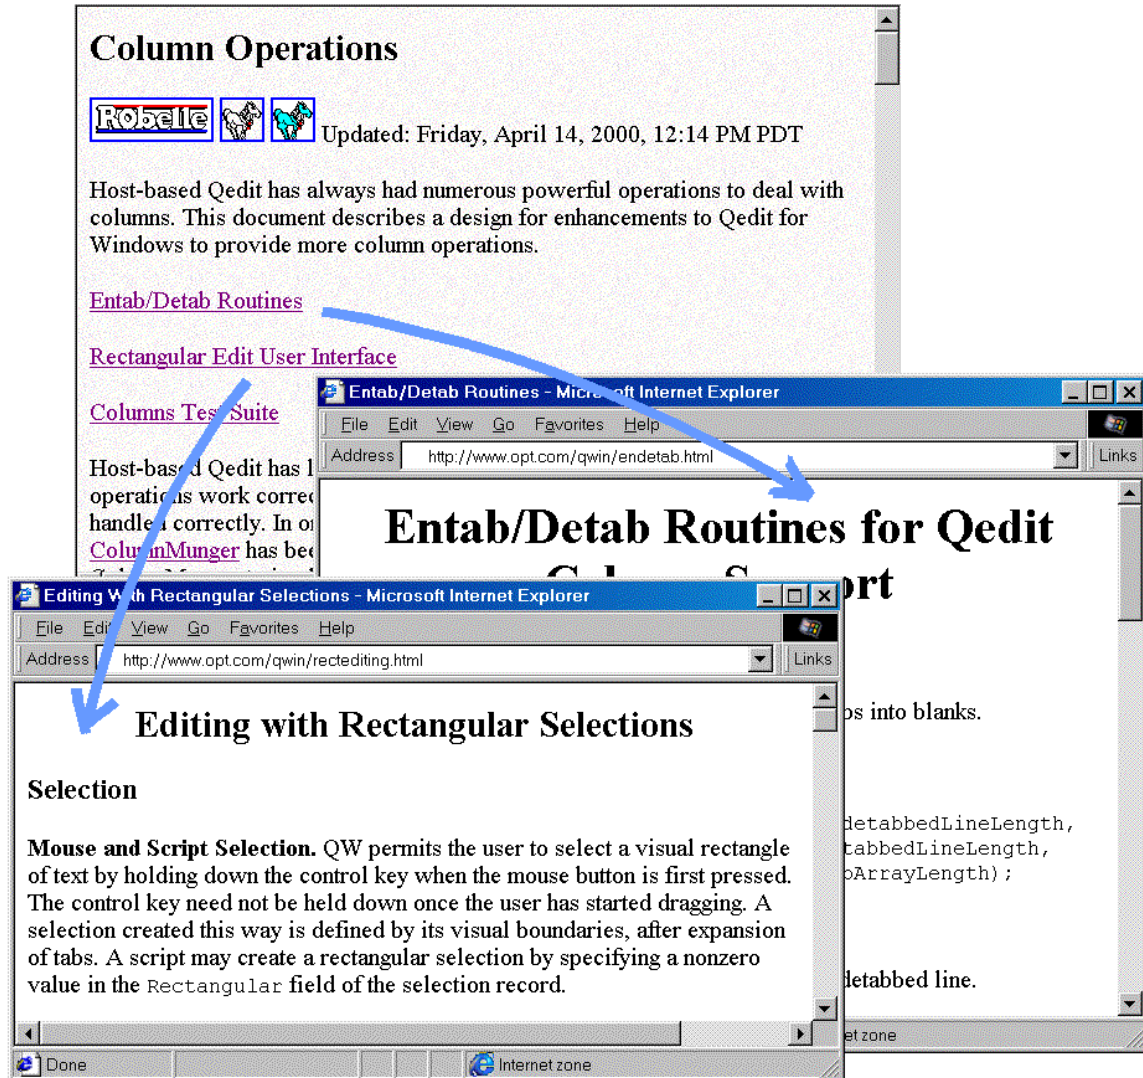 Column Operations
Robelle Updated: Friday, April 14, 2000, 12:14 PM PDT
Host-based Qedit has always had numerous powerful operations to deal with
columns. This document describes a design for enhancements to Qedit for
Windows to provide more column operations.
Entab/Detab Routines
Rectangular Edit User Interface
Columns Test Suite
Host-based Qedit has
operations work
handled correctly. In
ColumnMunger has
Entab/Detab Routines - Microsoft Internet Explorer
File Edit View Go Favorites Help
Address http://www.opt.com/qwin/endetab.html Links
Entab/Detab Routines for Qedit
into blanks.
detabbedLineLength,
tabbedLineLength,
ArrayLength);
detabbed line.
zone
Editing With Rectangular Selections - Microsoft Internet Explorer
File Edit View Go Favorites Help
Address http://www.opt.com/qwin/rectediting.html Links
Editing with Rectangular Selections
Selection
Mouse and Script Selection. QW permits the user to select a visual rectangle
of text by holding down the control key when the mouse button is first pressed.
The control key need not be held down once the user has started dragging. A
selection created this way is defined by its visual boundaries, after expansion
of tabs. A script may create a rectangular selection by specifying a nonzero
value in the Rectangular field of the selection record.
Done Internet zone